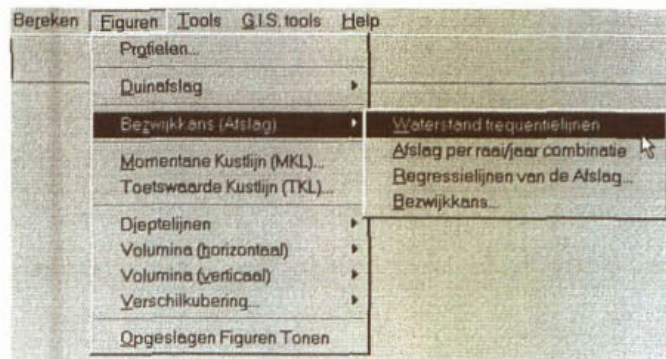 Bereken Figuren Tools G.I.S. tools Help
Profielen...
Duinafslag
Bezwijkkans (Afslag)
Waterstand frequentielijnen
Afslag per raai/jaar combinatie
Regressielijnen van de Afslag...
Bezwijkkans...
Momentane Kustlijn (MKL)...
Toetswaarde Kustlijn (TKL)...
Dieptelijnen
Volumina (horizontaal)
Volumina (verticaal)
Verschilkubering...
Opgeslagen Figuren Tonen